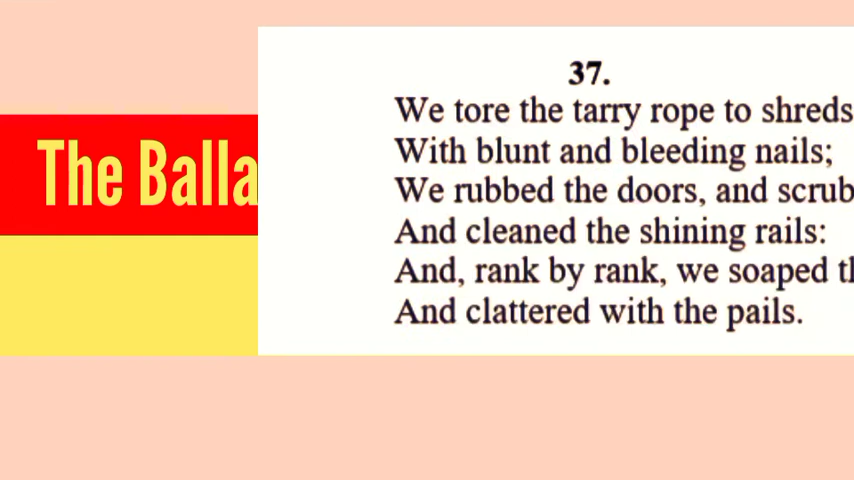 The Balla
37.
We tore the tarry rope to shreds
With blunt and bleeding nails;
We rubbed the doors, and scrub
And cleaned the shining rails:
And, rank by rank, we soaped th
And clattered with the pails.